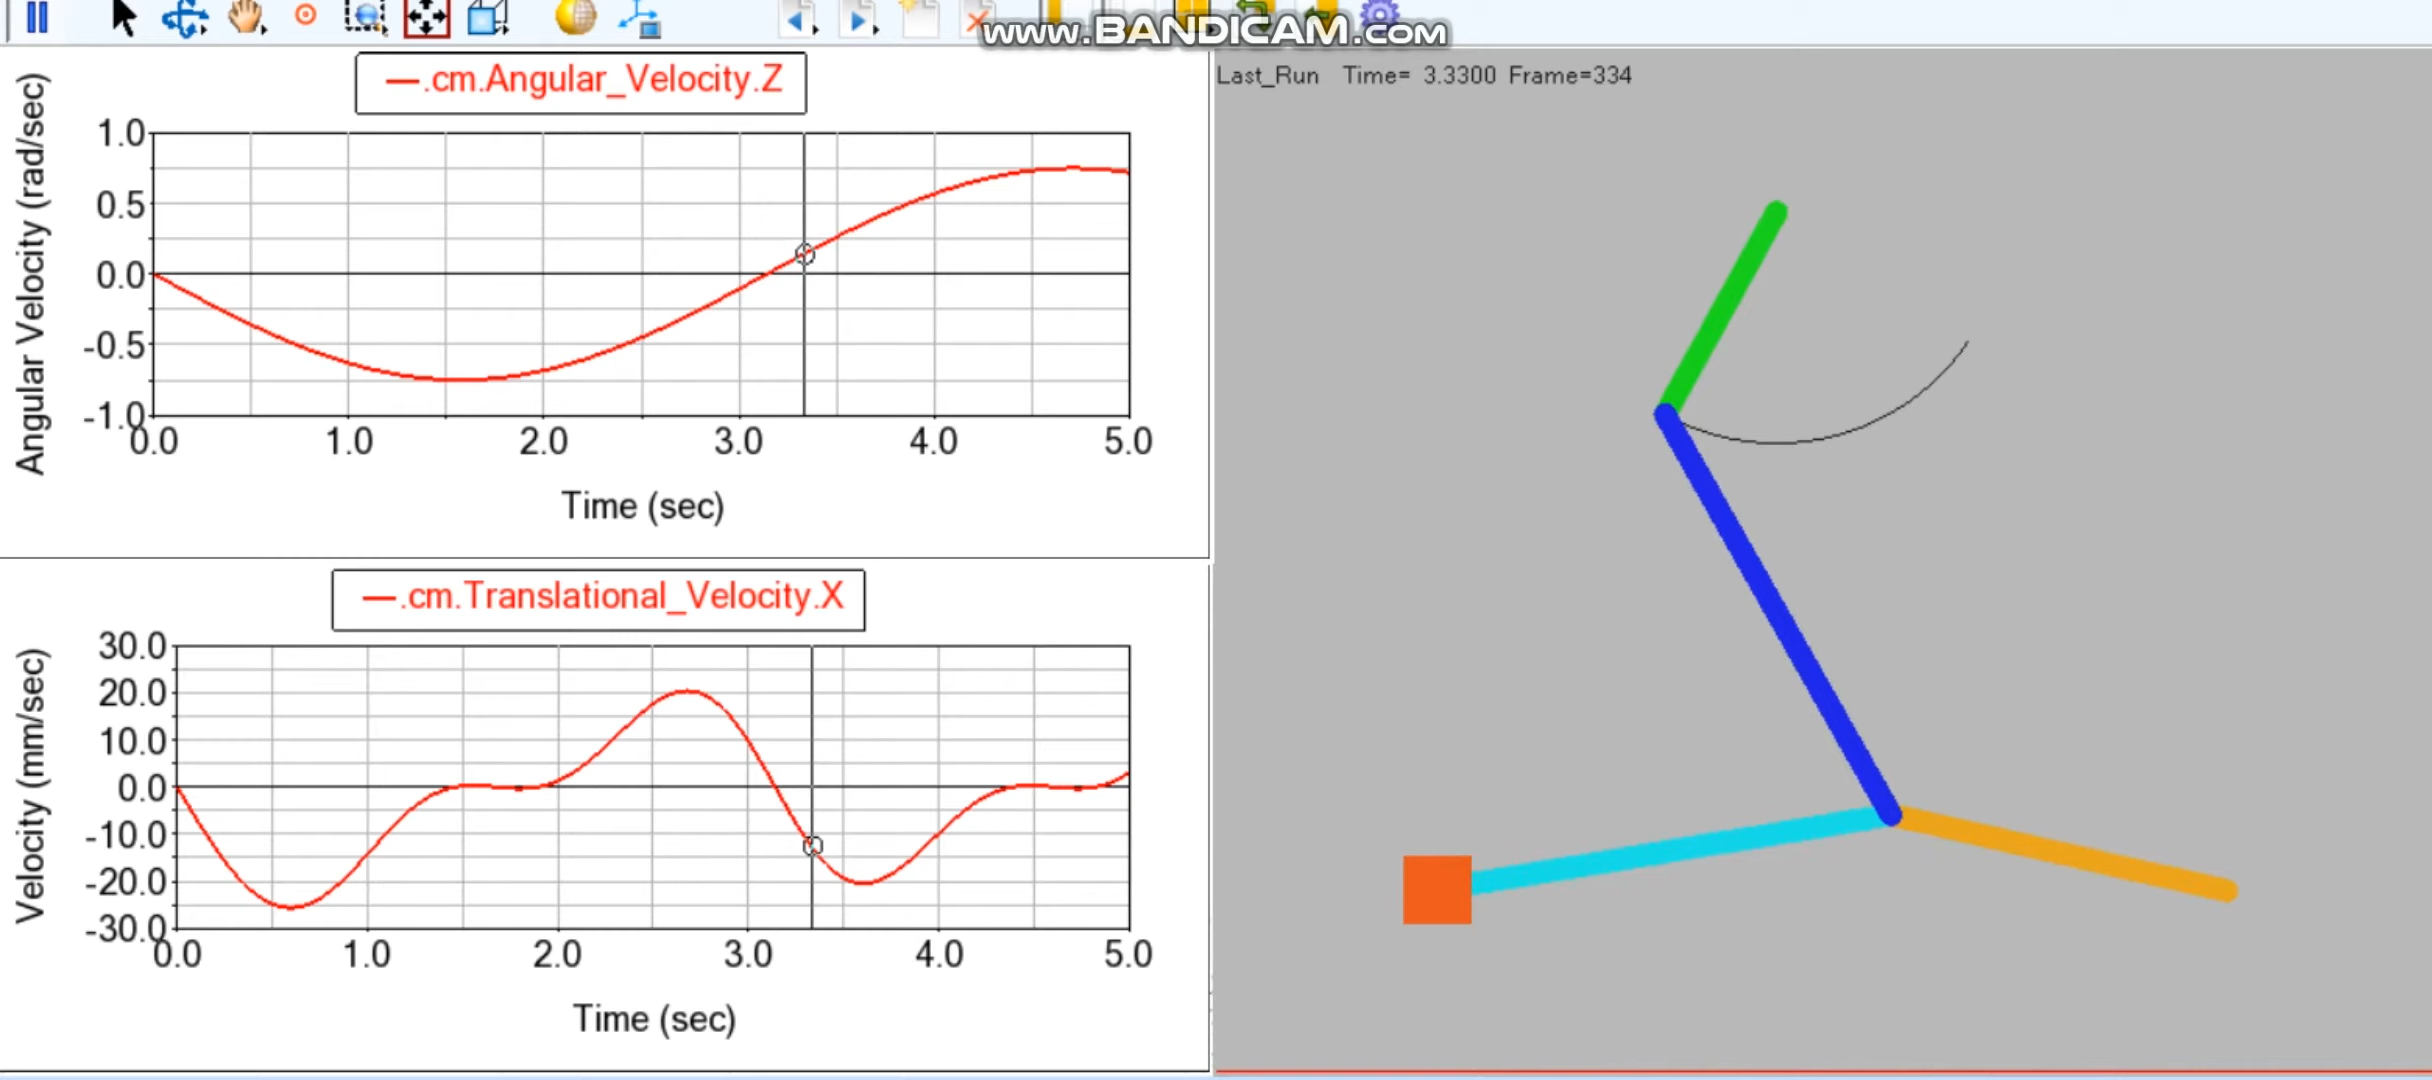 www.BANDICAM.com
.cm.Angular_Velocity.Z
Angular Velocity (rad/sec)
1.0
0.5
0.0
-0.5
-1.0
0.0 1.0 2.0 3.0 4.0 5.0
Time (sec)
.cm.Translational_Velocity.X
Velocity (mm/sec)
30.0
20.0
10.0
0.0
-10.0
-20.0
-30.0
0.0 1.0 2.0 3.0 4.0 5.0
Time (sec)
Last_Run Time= 3.3300 Frame=334